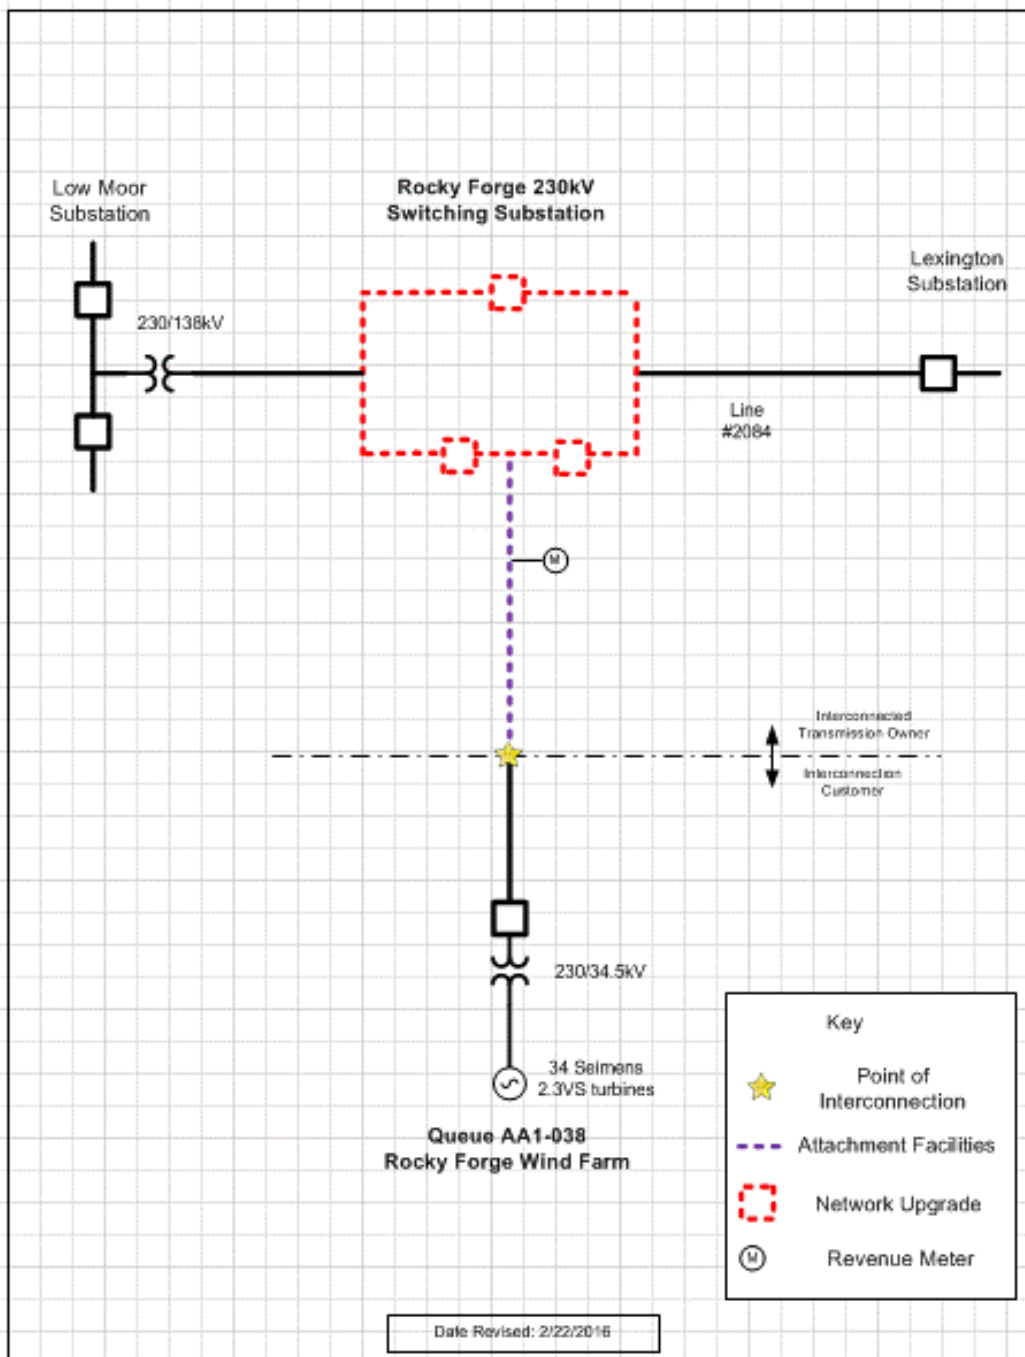 Low Moor
Substation
Rocky Forge 230kV
Switching Substation
Lexington
Substation
230/138kV
Line
#2084
M
Interconnected
Transmission Owner
Interconnection
Customer
230/34.5kV
34 Seimens
2.3VS turbines
Queue AA1-038
Rocky Forge Wind Farm
Key
Point of
Interconnection
Attachment Facilities
Network Upgrade
M
Revenue Meter
Date Revised: 2/22/2016